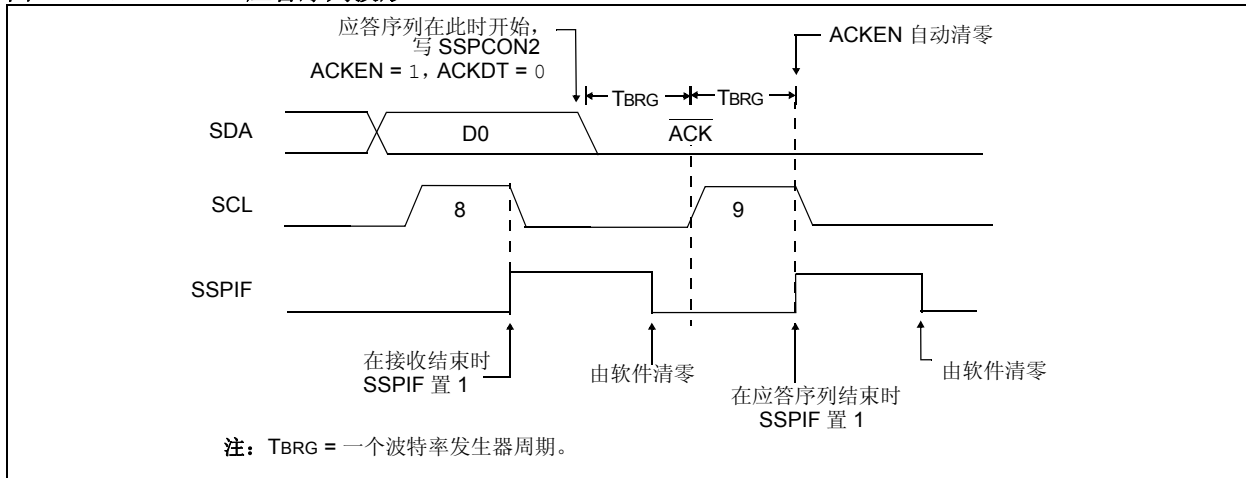 应答序列在此时开始，
写 SSPCON2
ACKEN = 1，ACKDT = 0
ACKEN 自动清零
TBRG
TBRG
SDA
D0
ACK
SCL
8
9
SSPIF
在接收结束时
SSPIF 置 1
由软件清零
在应答序列结束时
SSPIF 置 1
由软件清零
注：TBRG = 一个波特率发生器周期。